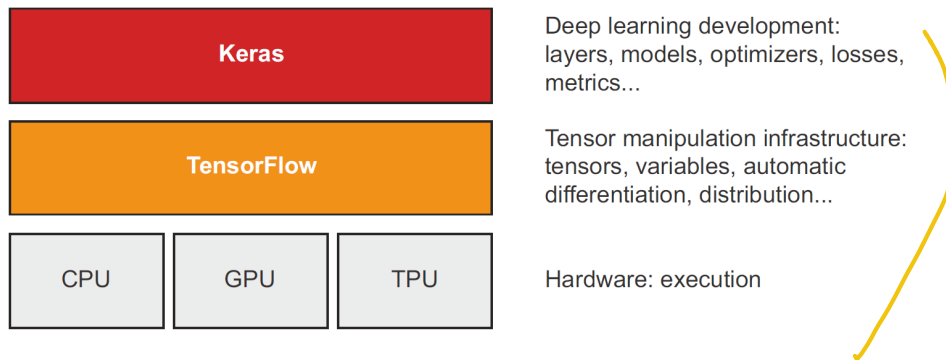 Keras
Deep learning development:
layers, models, optimizers, losses,
metrics...
TensorFlow
Tensor manipulation infrastructure:
tensors, variables, automatic
differentiation, distribution...
CPU GPU TPU
Hardware: execution